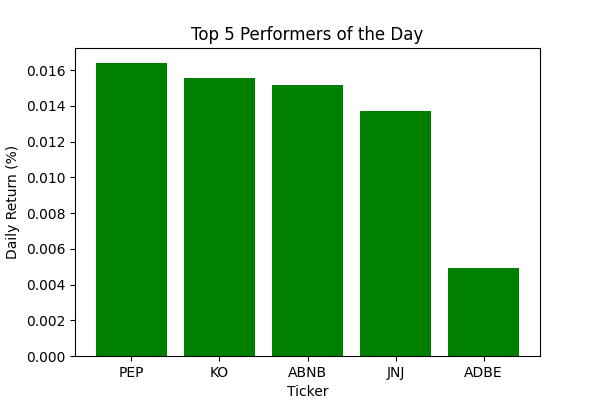 Top 5 Performers of the Day
Daily Return (%)
0.016
0.014
0.012
0.010
0.008
0.006
0.004
0.002
0.000
PEP KO ABNB JNJ ADBE
Ticker